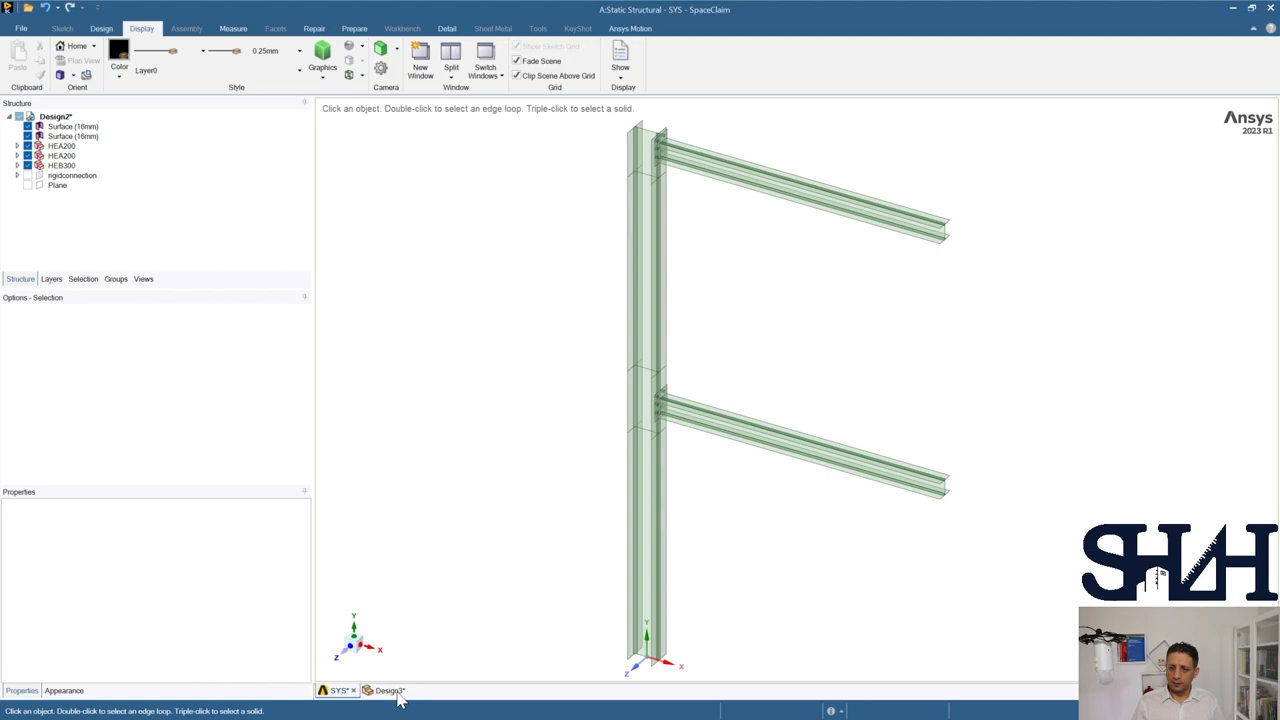 A:Static Structural - SYS - SpaceClaim
File Sketch Design Display Assembly Measure Facets Repair Prepare Workbench Detail Sheet Metal Tools KeyShot Ansys Motion
Paste
Clipboard
Home
Plan View
Orient
Color
Layer0
0.25mm
Style
Graphics
Camera
New Window
Split
Switch Windows
Window
Show Sketch Grid
Fade Scene
Clip Scene Above Grid
Grid
Show
Display
Structure
Design2*
Surface (16mm)
Surface (16mm)
HEA200
HEA200
HEB300
rigidconnection
Plane
Structure Layers Selection Groups Views
Options - Selection
Properties
Properties Appearance
Click an object. Double-click to select an edge loop. Triple-click to select a solid.
Ansys
2023 R1
Y
X
Z
Y
X
Z
SYS* Design3*
Click an object. Double-click to select an edge loop. Triple-click to select a solid.